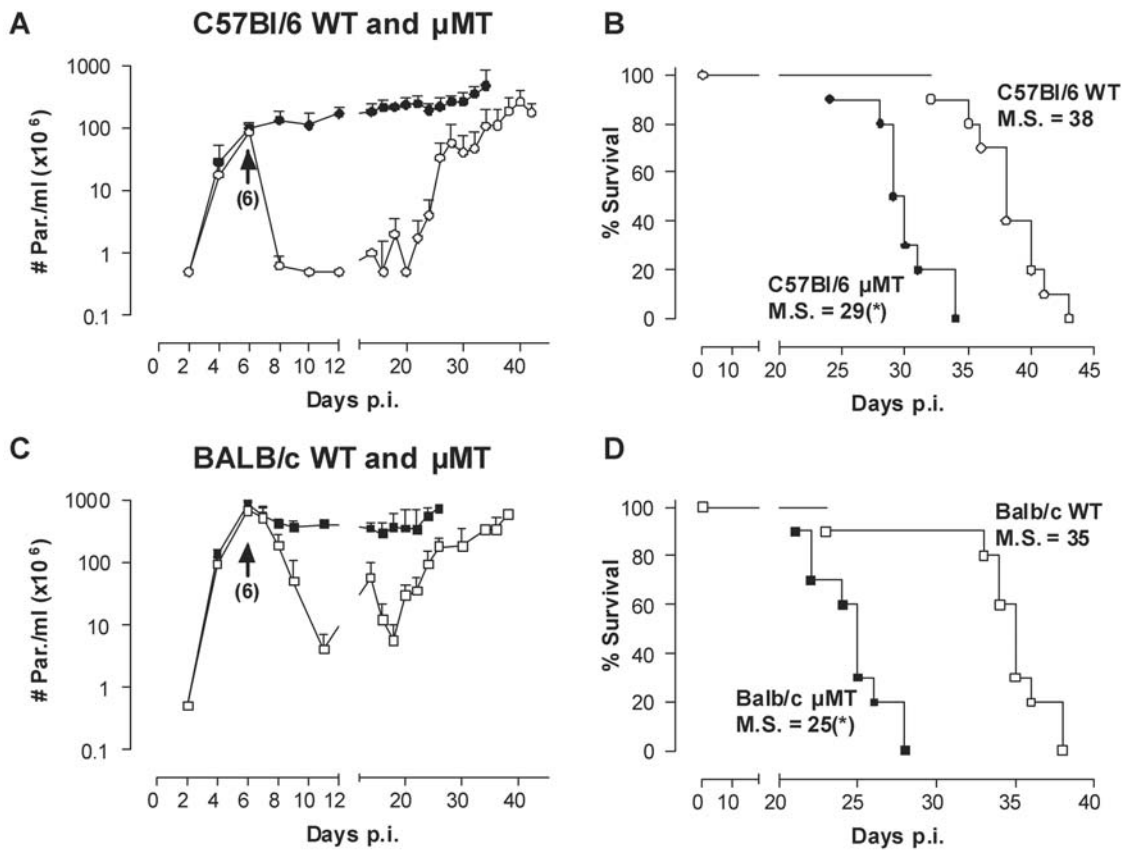 A
C57Bl/6 WT and µMT
# Par./ml (x10⁶)
1000
100
10
1
0.1
(6)
0 2 4 6 8 10 12 20 30 40
Days p.i.
B
% Survival
100
80
60
40
20
0
C57Bl/6 WT
M.S. = 38
C57Bl/6 µMT
M.S. = 29(*)
0 10 20 25 30 35 40 45
Days p.i.
C
BALB/c WT and µMT
# Par./ml (x10⁶)
1000
100
10
1
0.1
(6)
0 2 4 6 8 10 12 20 30 40
Days p.i.
D
% Survival
100
80
60
40
20
0
Balb/c WT
M.S. = 35
Balb/c µMT
M.S. = 25(*)
0 10 20 25 30 35 40
Days p.i.